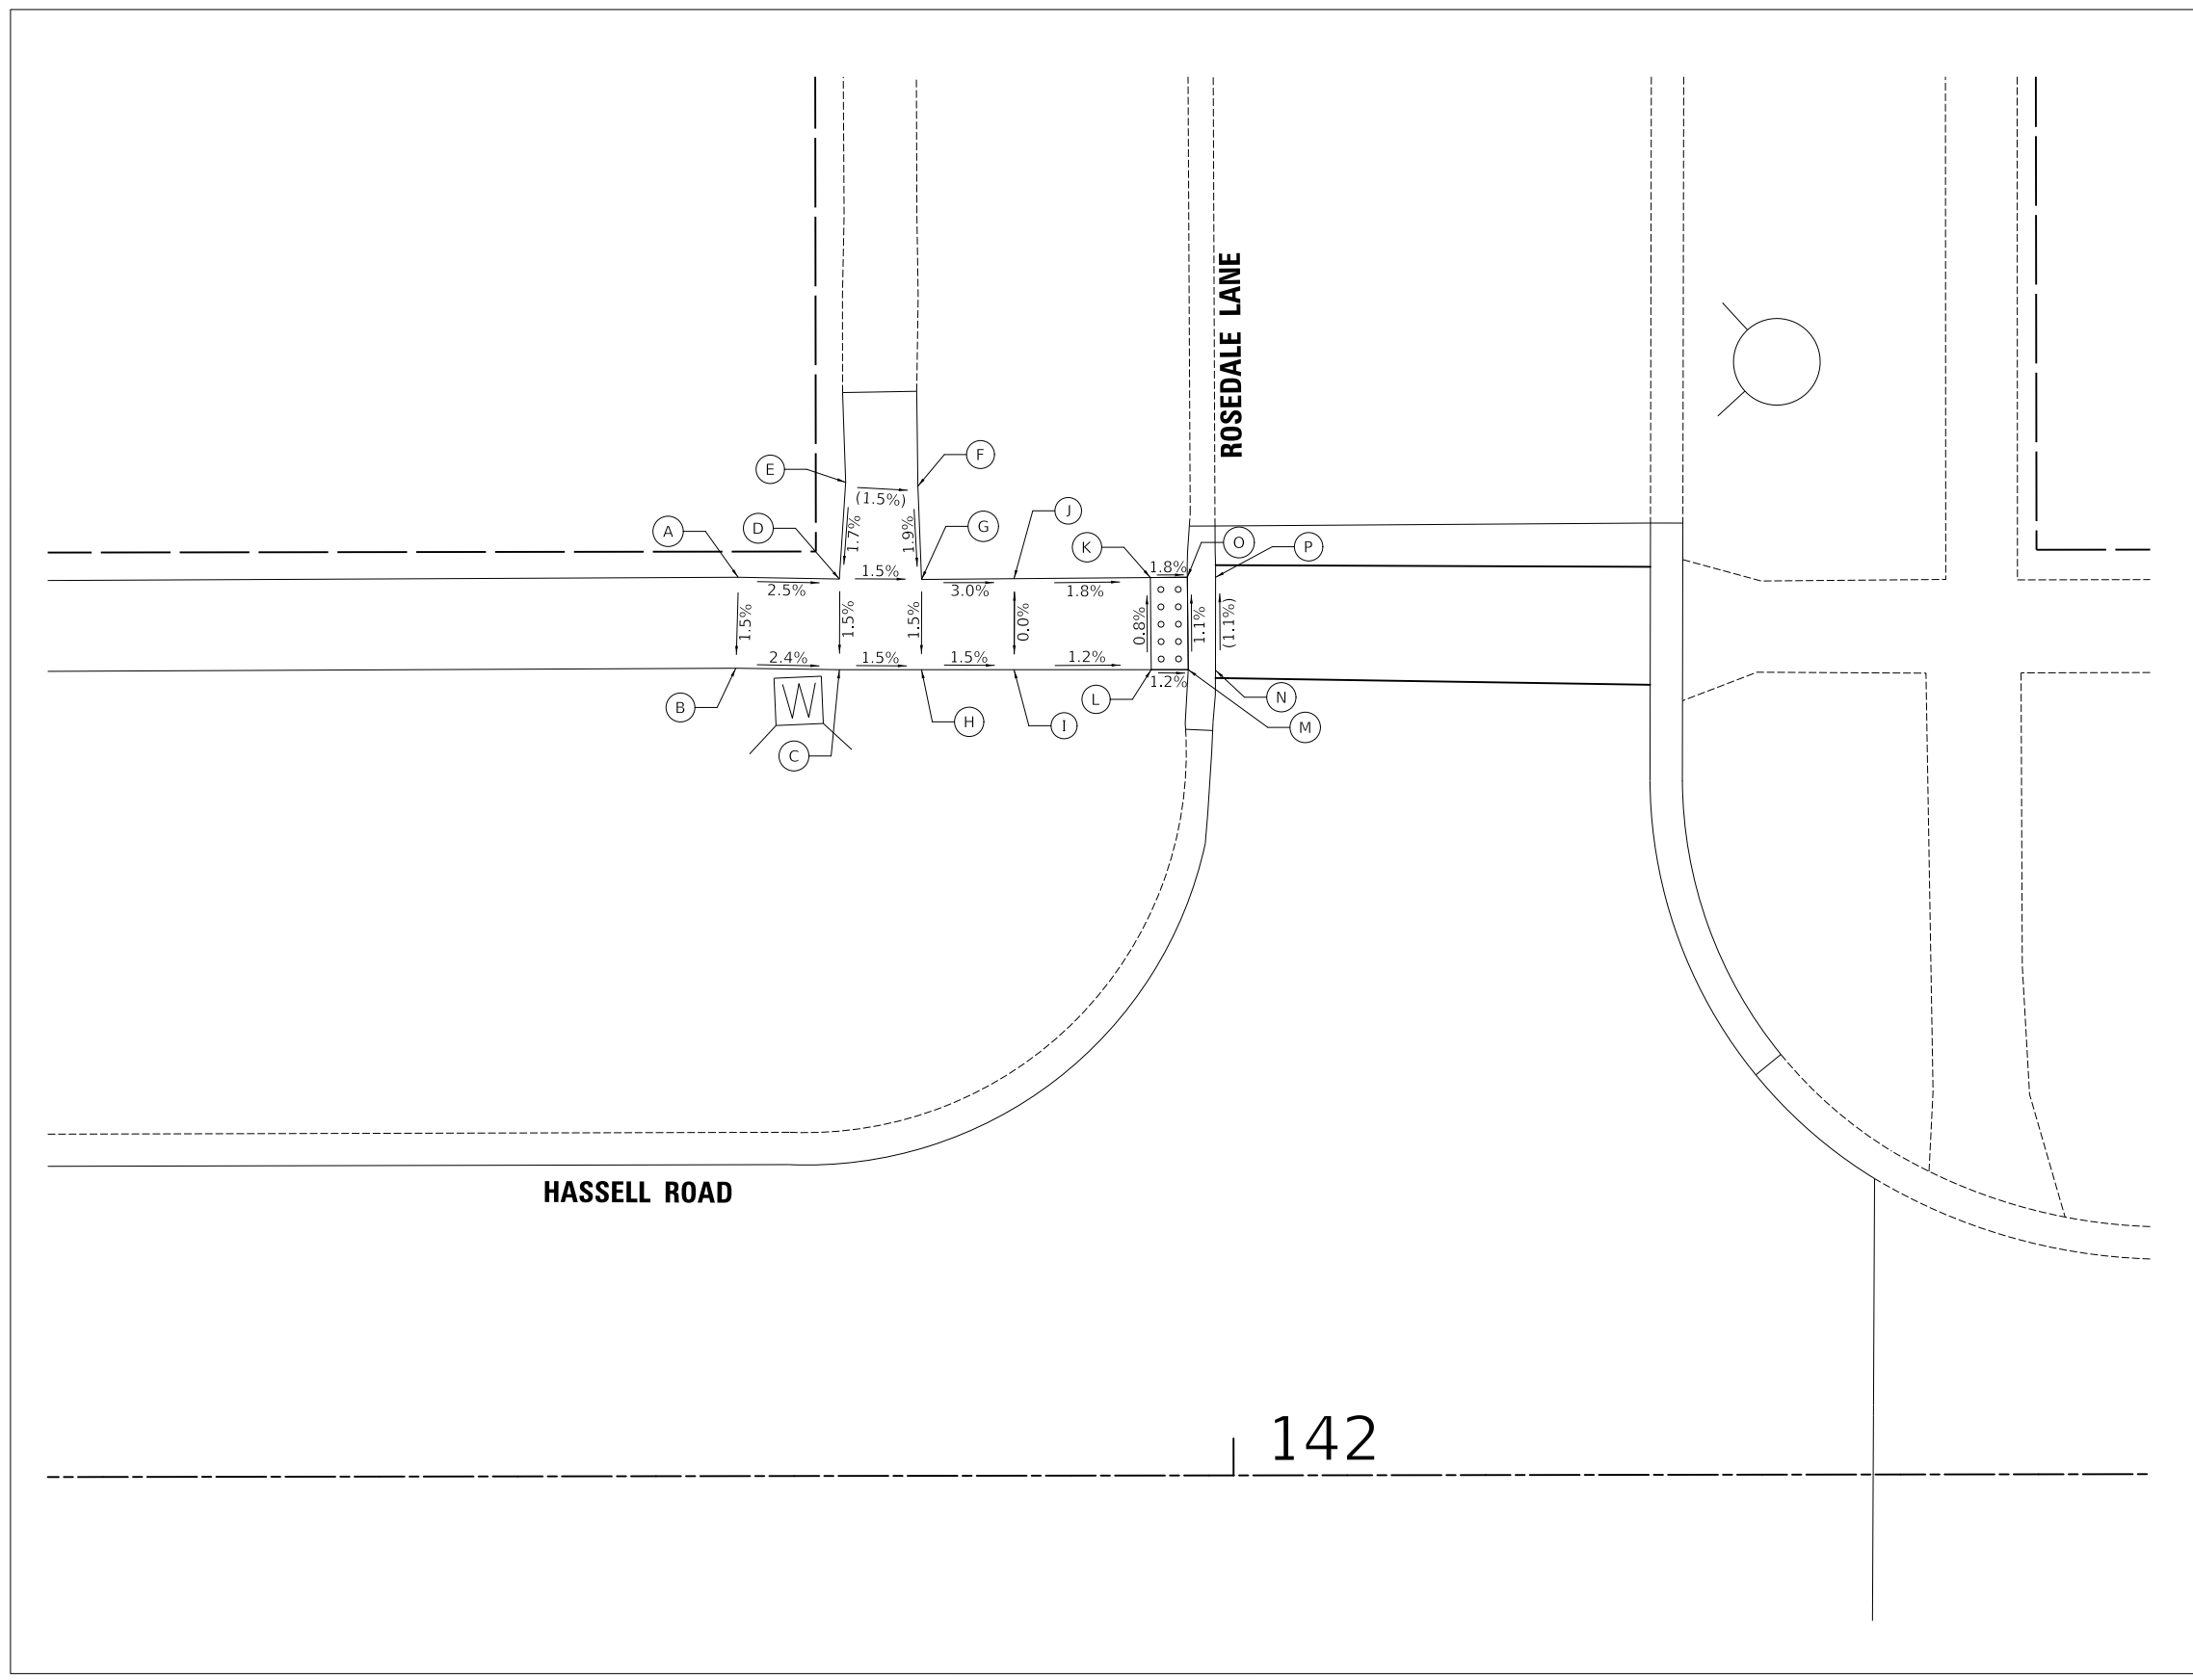 ROSEDALE LANE
E
F
(1.5%)
J
A
D
1.7%
1.9%
G
K
O
P
1.5%
1.8%
2.5%
3.0%
1.8%
1.5%
1.5%
1.5%
0.0%
0.8%
1.1%
(1.1%)
2.4%
1.5%
1.5%
1.2%
1.2%
W
B
L
N
C
H
I
M
HASSELL ROAD
142